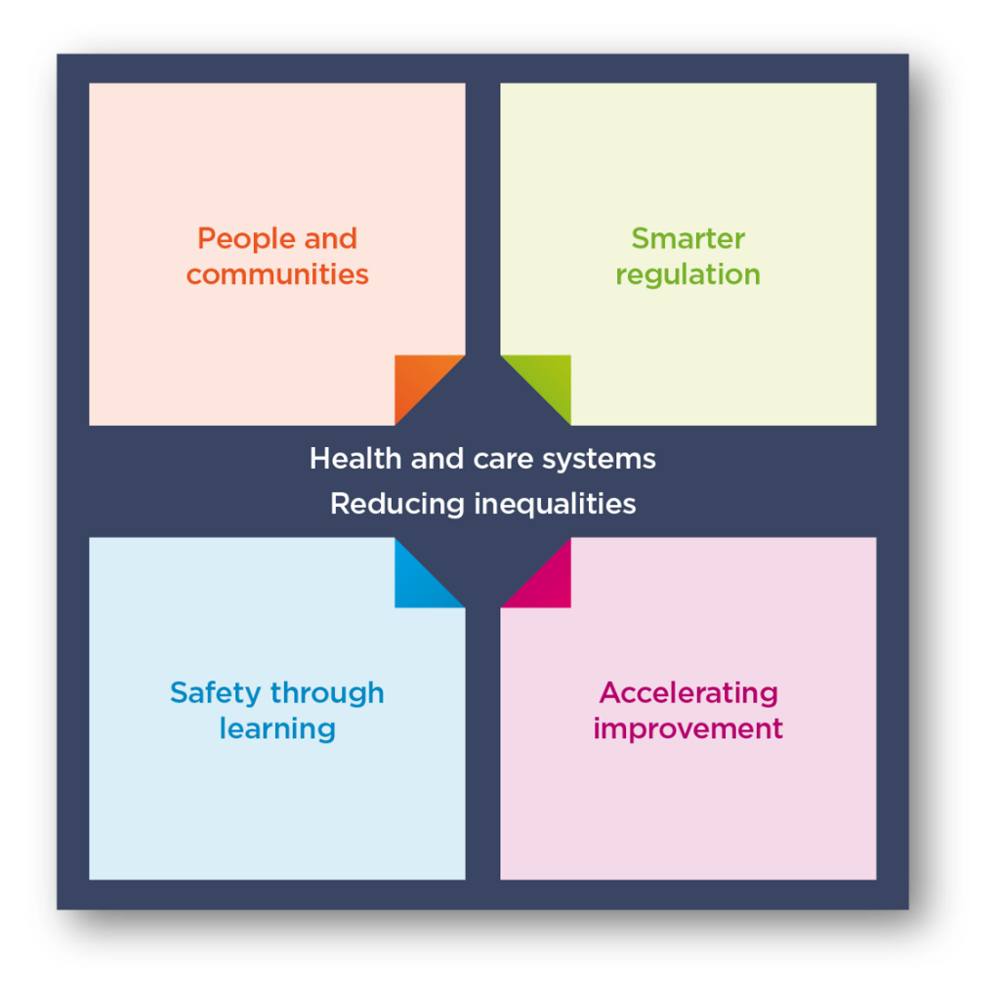 People and
communities
Smarter
regulation
Health and care systems
Reducing inequalities
Safety through
learning
Accelerating
improvement